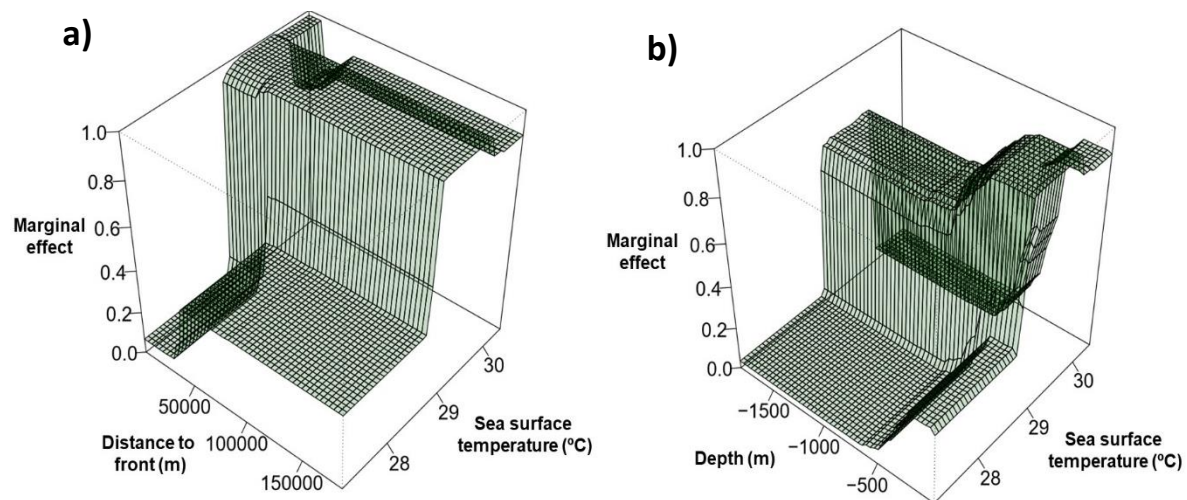 a)
1.0
0.8
Marginal
effect
0.6
0.4
0.2
0.0
50000
100000
150000
Distance to
front (m)
28
29
30
Sea surface
temperature (ºC)
b)
1.0
0.8
Marginal
effect
0.6
0.4
0.2
0.0
−1500
−1000
−500
Depth (m)
28
29
30
Sea surface
temperature (ºC)